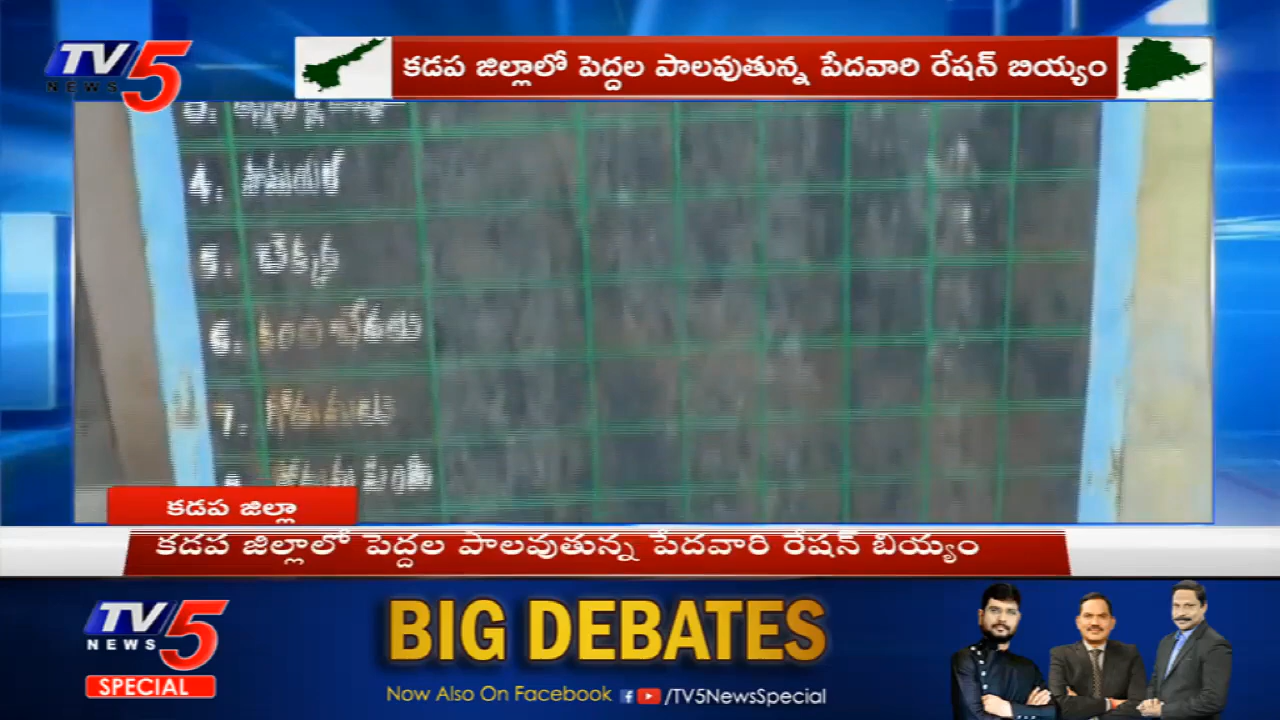 TV5
NEWS
కడప జిల్లాలో పెద్దల పాలవుతున్న పేదవారి రేషన్ బియ్యం
4.
5.
6.
7.
కడప జిల్లా
కడప జిల్లాలో పెద్దల పాలవుతున్న పేదవారి రేషన్ బియ్యం
TV5
NEWS
SPECIAL
BIG DEBATES
Now Also On Facebook /TV5NewsSpecial